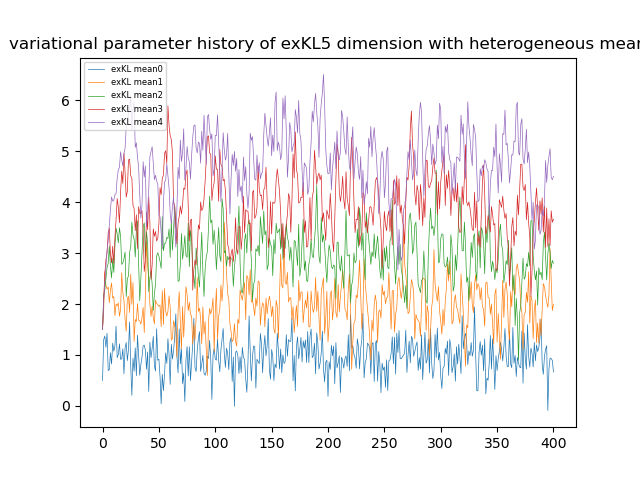 variational parameter history of exKL5 dimension with heterogeneous mean
exKL mean0
exKL mean1
exKL mean2
exKL mean3
exKL mean4
6
5
4
3
2
1
0
0 50 100 150 200 250 300 350 400